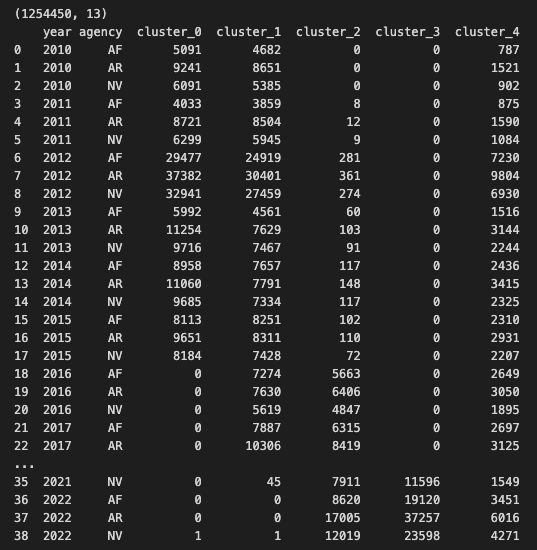 (1254450, 13)
year agency cluster_0 cluster_1 cluster_2 cluster_3 cluster_4
0 2010 AF 5091 4682 0 0 787
1 2010 AR 9241 8651 0 0 1521
2 2010 NV 6091 5385 0 0 902
3 2011 AF 4033 3859 8 0 875
4 2011 AR 8721 8504 12 0 1590
5 2011 NV 6299 5945 9 0 1084
6 2012 AF 29477 24919 281 0 7230
7 2012 AR 37382 30401 361 0 9804
8 2012 NV 32941 27459 274 0 6930
9 2013 AF 5992 4561 60 0 1516
10 2013 AR 11254 7629 103 0 3144
11 2013 NV 9716 7467 91 0 2244
12 2014 AF 8958 7657 117 0 2436
13 2014 AR 11060 7791 148 0 3415
14 2014 NV 9685 7334 117 0 2325
15 2015 AF 8113 8251 102 0 2310
16 2015 AR 9651 8311 110 0 2931
17 2015 NV 8184 7428 72 0 2207
18 2016 AF 0 7274 5663 0 2649
19 2016 AR 0 7630 6406 0 3050
20 2016 NV 0 5619 4847 0 1895
21 2017 AF 0 7887 6315 0 2697
22 2017 AR 0 10306 8419 0 3125
...
35 2021 NV 0 45 7911 11596 1549
36 2022 AF 0 0 8620 19120 3451
37 2022 AR 0 0 17005 37257 6016
38 2022 NV 1 1 12019 23598 4271